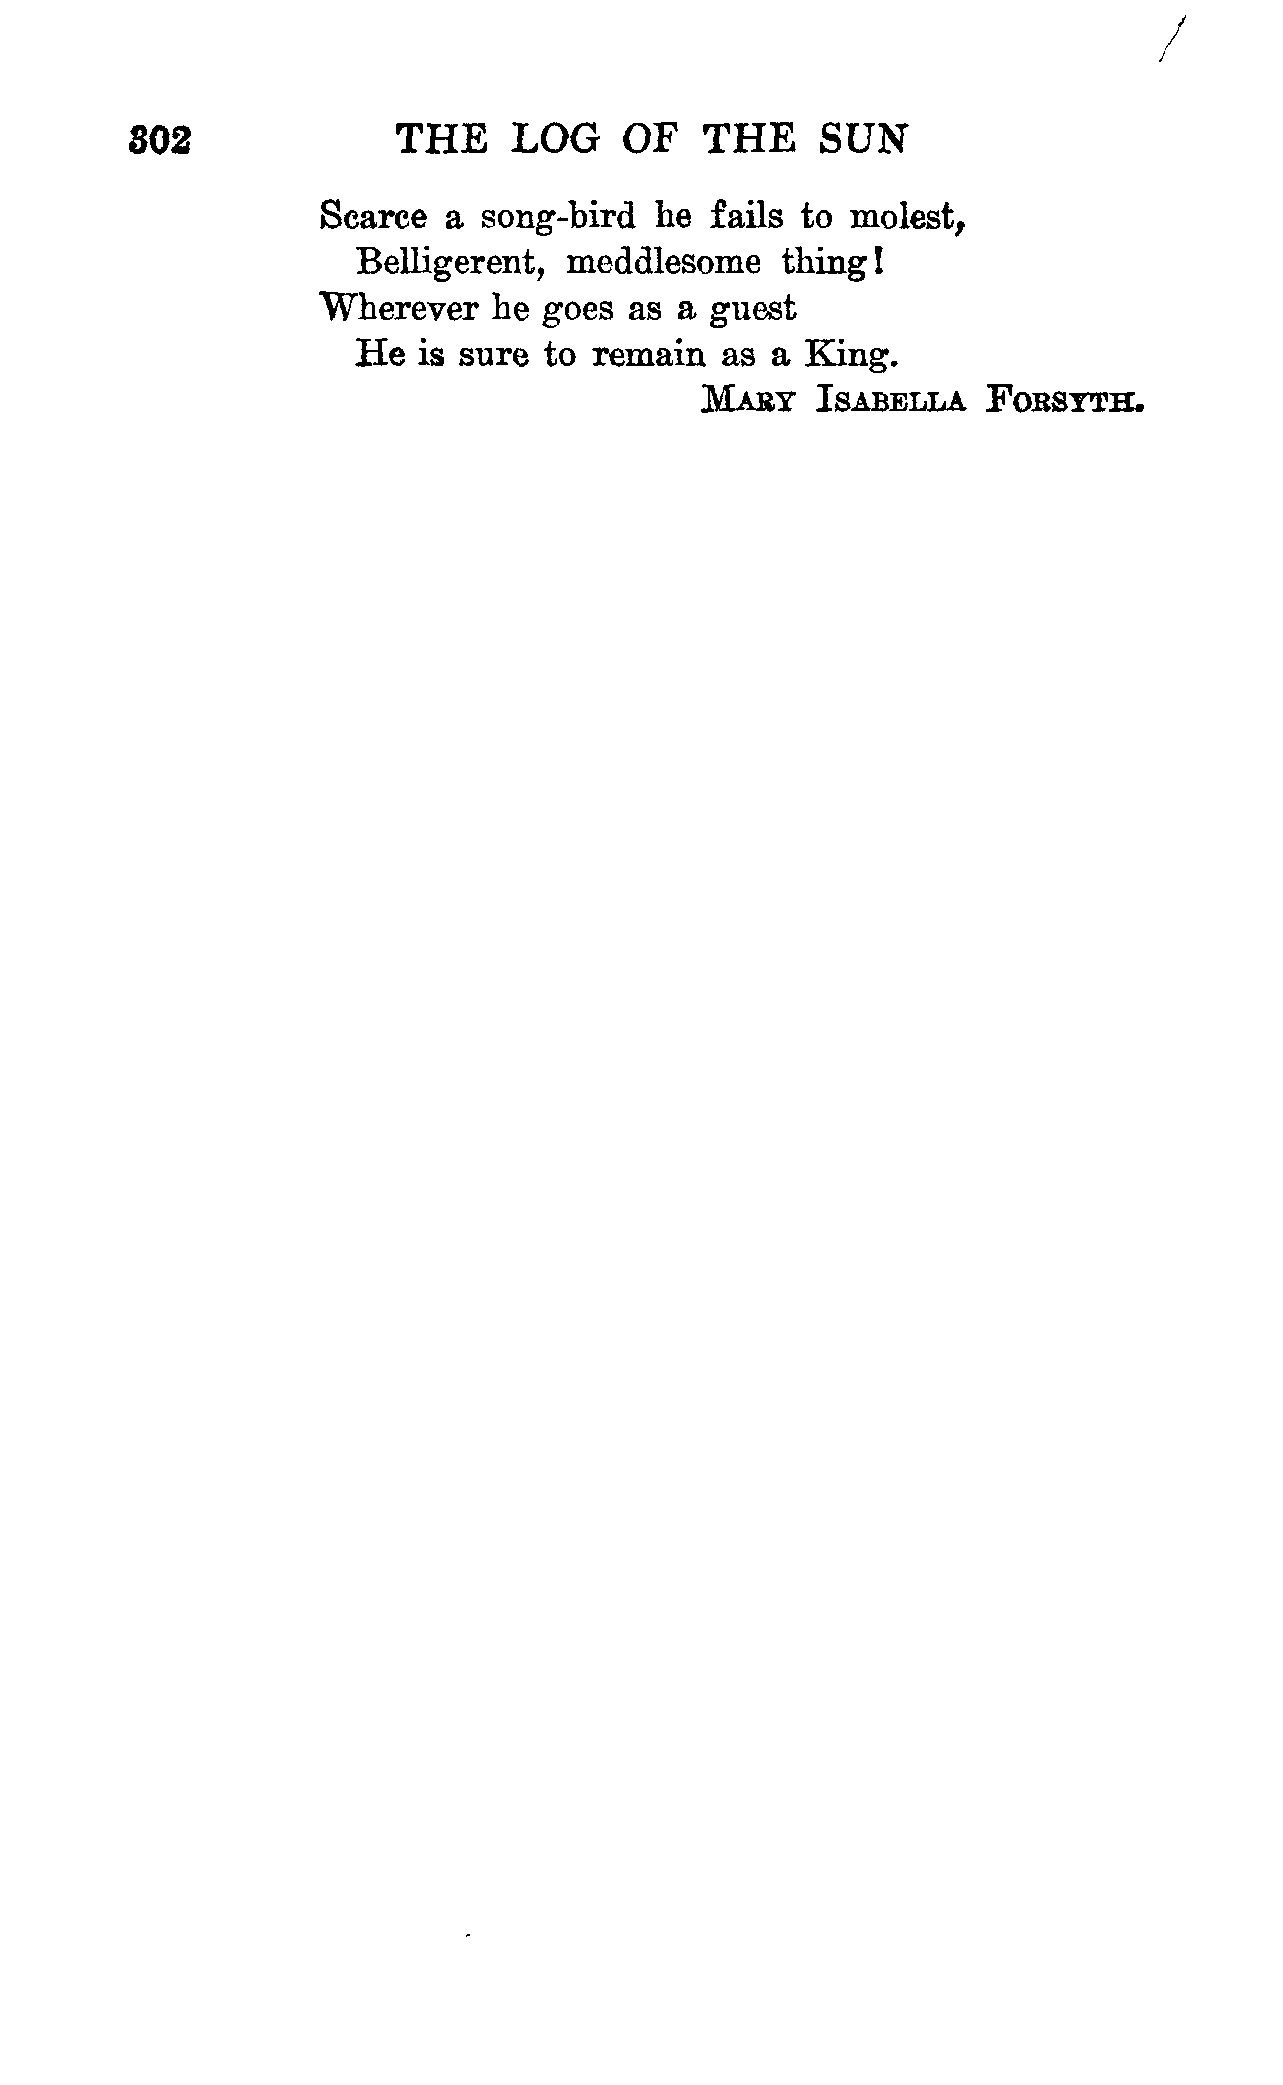 302 THE LOG OF THE SUN
Scarce a song-bird he fails to molest,
Belligerent, meddlesome thing!
Wherever he goes as a guest
He is sure to remain as a King.
MARY ISABELLA FORSYTH.